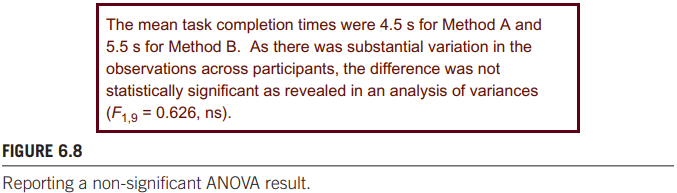 The mean task completion times were 4.5 s for Method A and
5.5 s for Method B.  As there was substantial variation in the
observations across participants, the difference was not
statistically significant as revealed in an analysis of variances
(F1,9 = 0.626, ns).
FIGURE 6.8
Reporting a non-significant ANOVA result.